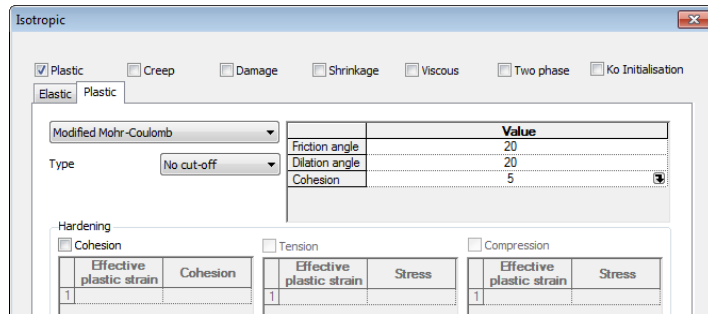 Isotropic
Plastic Creep Damage Shrinkage Viscous Two phase Ko Initialisation
Elastic Plastic
Modified Mohr-Coulomb
Type No cut-off
Value
Friction angle 20
Dilation angle 20
Cohesion 5
Hardening
Cohesion Tension Compression
Effective plastic strain Cohesion
1
Effective plastic strain Stress
1
Effective plastic strain Stress
1